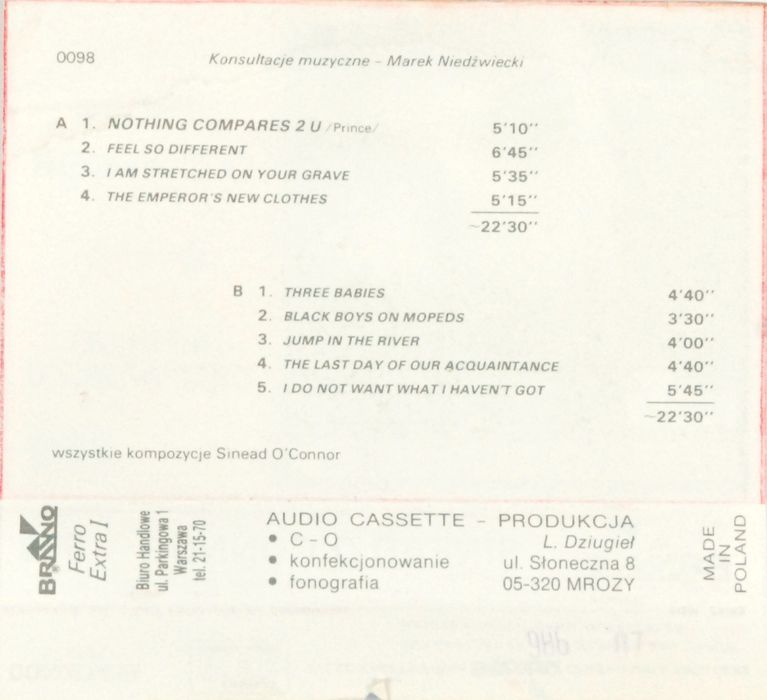 0098 Konsultacje muzyczne - Marek Niedźwiecki
A 1. NOTHING COMPARES 2 U /Prince/ 5'10''
2. FEEL SO DIFFERENT 6'45''
3. I AM STRETCHED ON YOUR GRAVE 5'35''
4. THE EMPEROR'S NEW CLOTHES 5'15''
~22'30''
B 1. THREE BABIES 4'40''
2. BLACK BOYS ON MOPEDS 3'30''
3. JUMP IN THE RIVER 4'00''
4. THE LAST DAY OF OUR ACQUAINTANCE 4'40''
5. I DO NOT WANT WHAT I HAVEN'T GOT 5'45''
~22'30''
wszystkie kompozycje Sinead O'Connor
BRANO®
Ferro
Extra I
Biuro Handlowe
ul. Parkingowa 1
Warszawa
tel. 21-15-70
AUDIO CASSETTE - PRODUKCJA
• C - O L. Dziugieł
• konfekcjonowanie ul. Słoneczna 8
• fonografia 05-320 MROZY
MADE
IN
POLAND